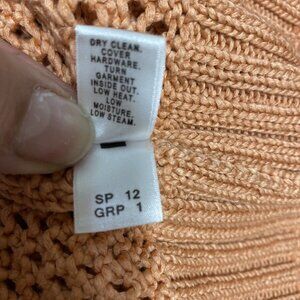 DRY CLEAN.
COVER
HARDWARE.
TURN
GARMENT
INSIDE OUT.
LOW HEAT.
LOW
MOISTURE.
LOW STEAM.
SP 12
GRP 1